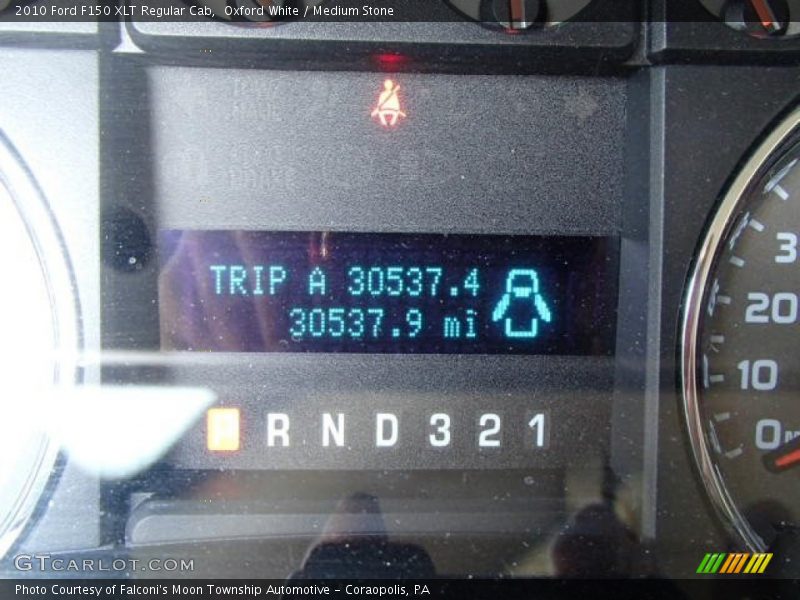 2010 Ford F150 XLT Regular Cab, Oxford White / Medium Stone
TRIP A 30537.4
30537.9 mi
R N D 3 2 1
30
20
10
0
GTCARLOT.COM
Photo Courtesy of Falconi's Moon Township Automotive - Coraopolis, PA